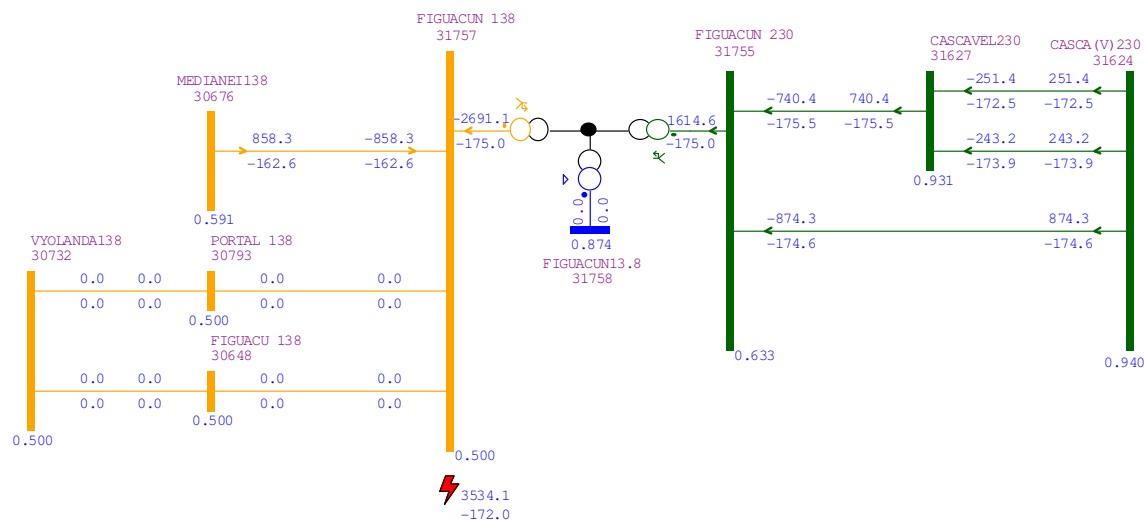 FIGUACUN 138
31757
FIGUACUN 230
31755
CASCAVEL230
31627
CASCA(V)230
31624
MEDIANEI138
30676
-251.4 251.4
-172.5 -172.5
-740.4 740.4
-175.5 -175.5
-2691.1
-175.0
1614.6
-175.0
858.3 -858.3
-162.6 -162.6
-243.2 243.2
-173.9 -173.9
0.931
0.591
0.0 0.0
0.874
-874.3 874.3
-174.6 -174.6
VYOLANDA138
30732
PORTAL 138
30793
FIGUACUN13.8
31758
0.0 0.0 0.0 0.0
0.0 0.0 0.0 0.0
0.500
FIGUACU 138
30648
0.633
0.940
0.0 0.0 0.0 0.0
0.0 0.0 0.0 0.0
0.500
0.500
0.500
3534.1
-172.0